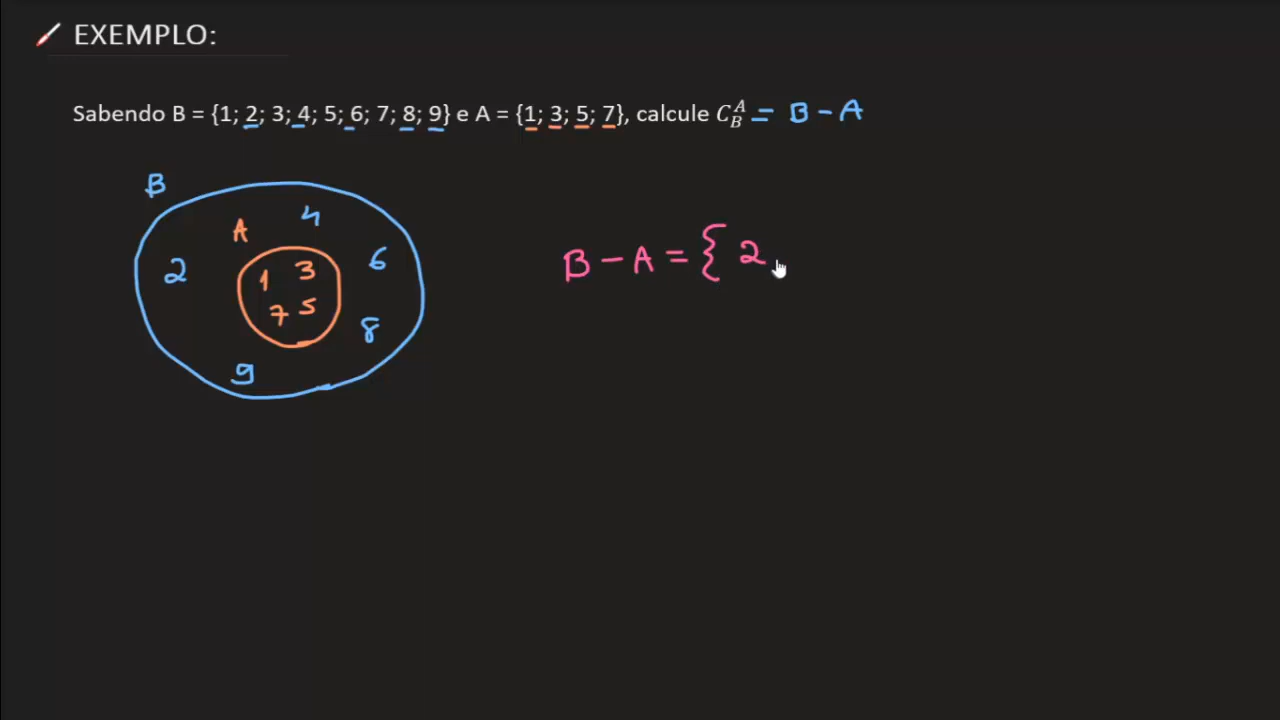 EXEMPLO:
Sabendo B = {1; 2; 3; 4; 5; 6; 7; 8; 9} e A = {1; 3; 5; 7}, calcule C_B^A = B - A
B
A
4
2
6
1 3
7 5
8
9
B - A = { 2